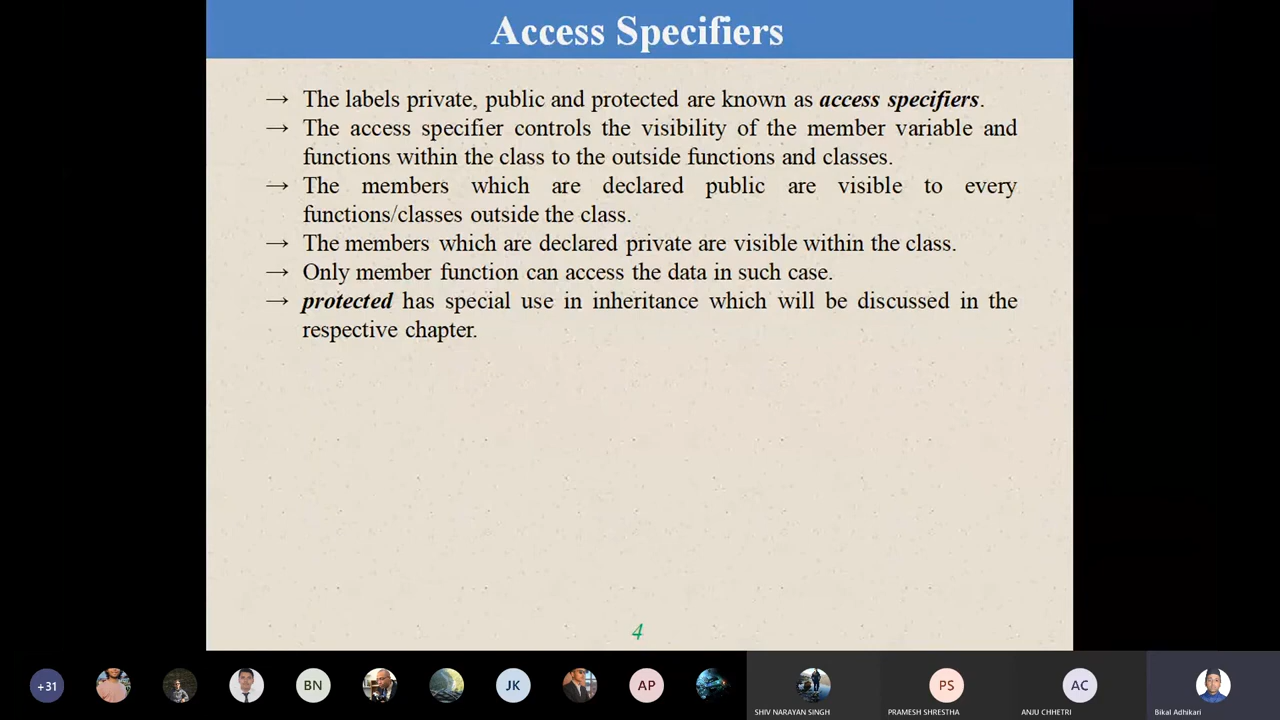 Access Specifiers
→ The labels private, public and protected are known as access specifiers.
→ The access specifier controls the visibility of the member variable and
functions within the class to the outside functions and classes.
→ The members which are declared public are visible to every
functions/classes outside the class.
→ The members which are declared private are visible within the class.
→ Only member function can access the data in such case.
→ protected has special use in inheritance which will be discussed in the
respective chapter.
4
+31
BN
JK
AP
PS
AC
SHIV NARAYAN SINGH
PRAMESH SHRESTHA
ANJU CHHETRI
Bikal Adhikari